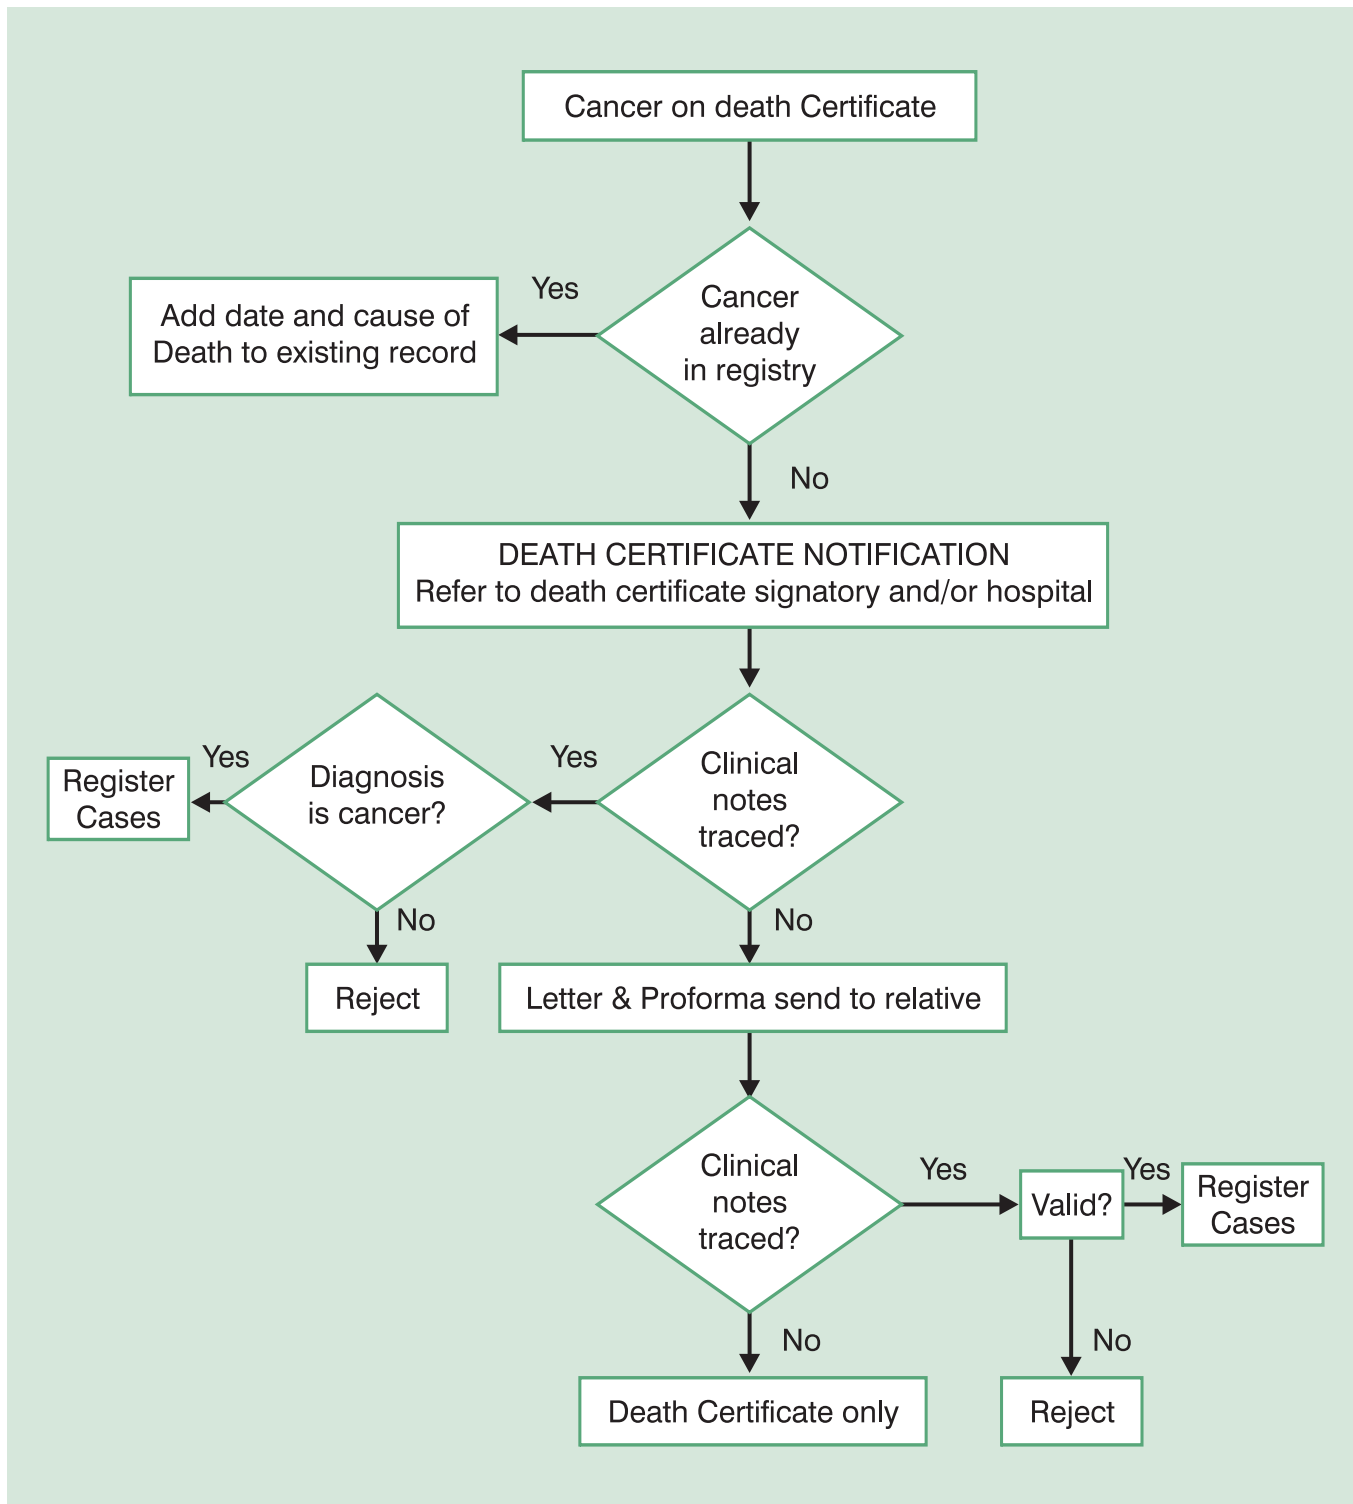 Cancer on death Certificate
Yes
Add date and cause of
Death to existing record
Cancer
already
in registry
No
DEATH CERTIFICATE NOTIFICATION
Refer to death certificate signatory and/or hospital
Register
Cases
Yes
Diagnosis
is cancer?
Yes
Clinical
notes
traced?
No
No
Reject
Letter & Proforma send to relative
Clinical
notes
traced?
Yes
Valid?
Yes
Register
Cases
No
No
Death Certificate only
Reject